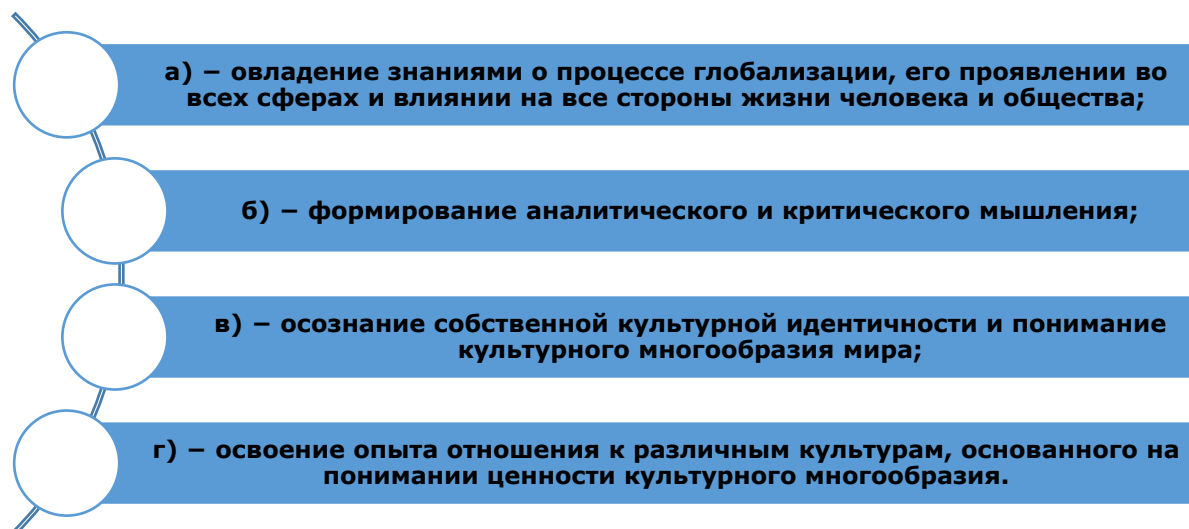 а) – овладение знаниями о процессе глобализации, его проявлении во
всех сферах и влиянии на все стороны жизни человека и общества;
б) – формирование аналитического и критического мышления;
в) – осознание собственной культурной идентичности и понимание
культурного многообразия мира;
г) – освоение опыта отношения к различным культурам, основанного на
понимании ценности культурного многообразия.